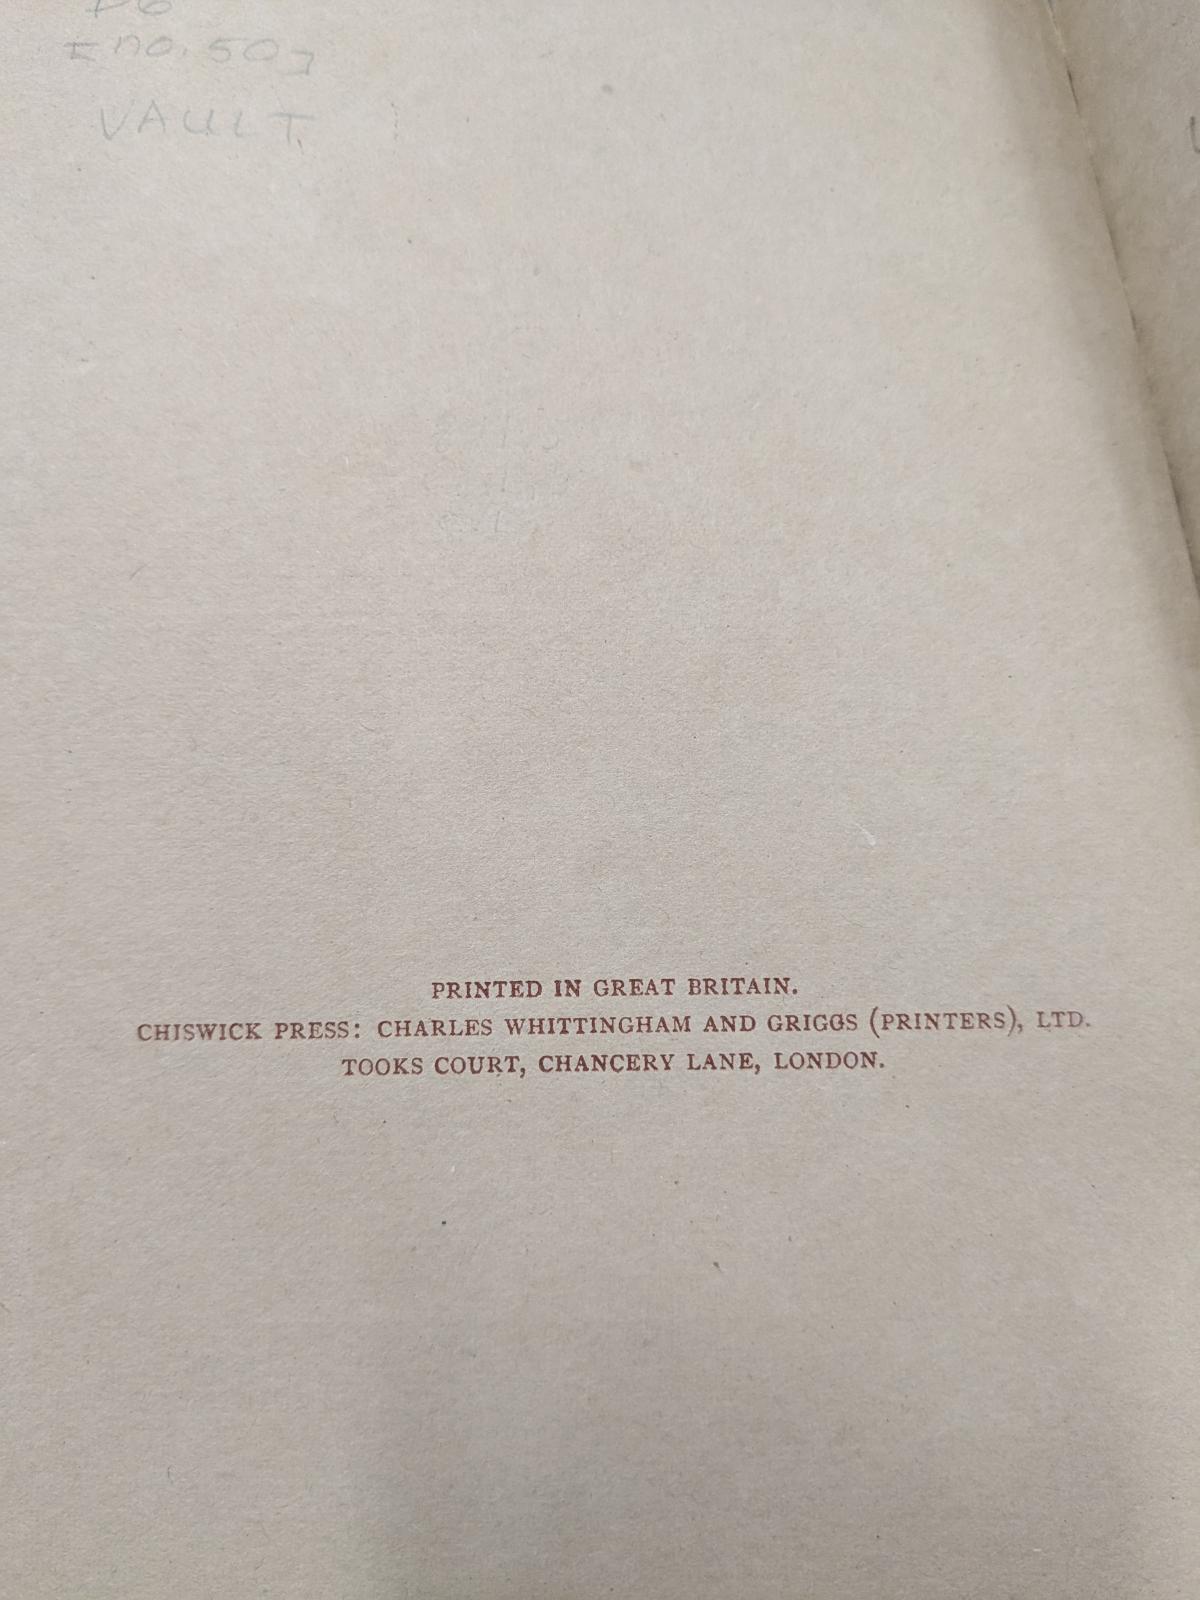 [no. 50]
VAULT
PRINTED IN GREAT BRITAIN.
CHISWICK PRESS: CHARLES WHITTINGHAM AND GRIGGS (PRINTERS), LTD.
TOOKS COURT, CHANCERY LANE, LONDON.